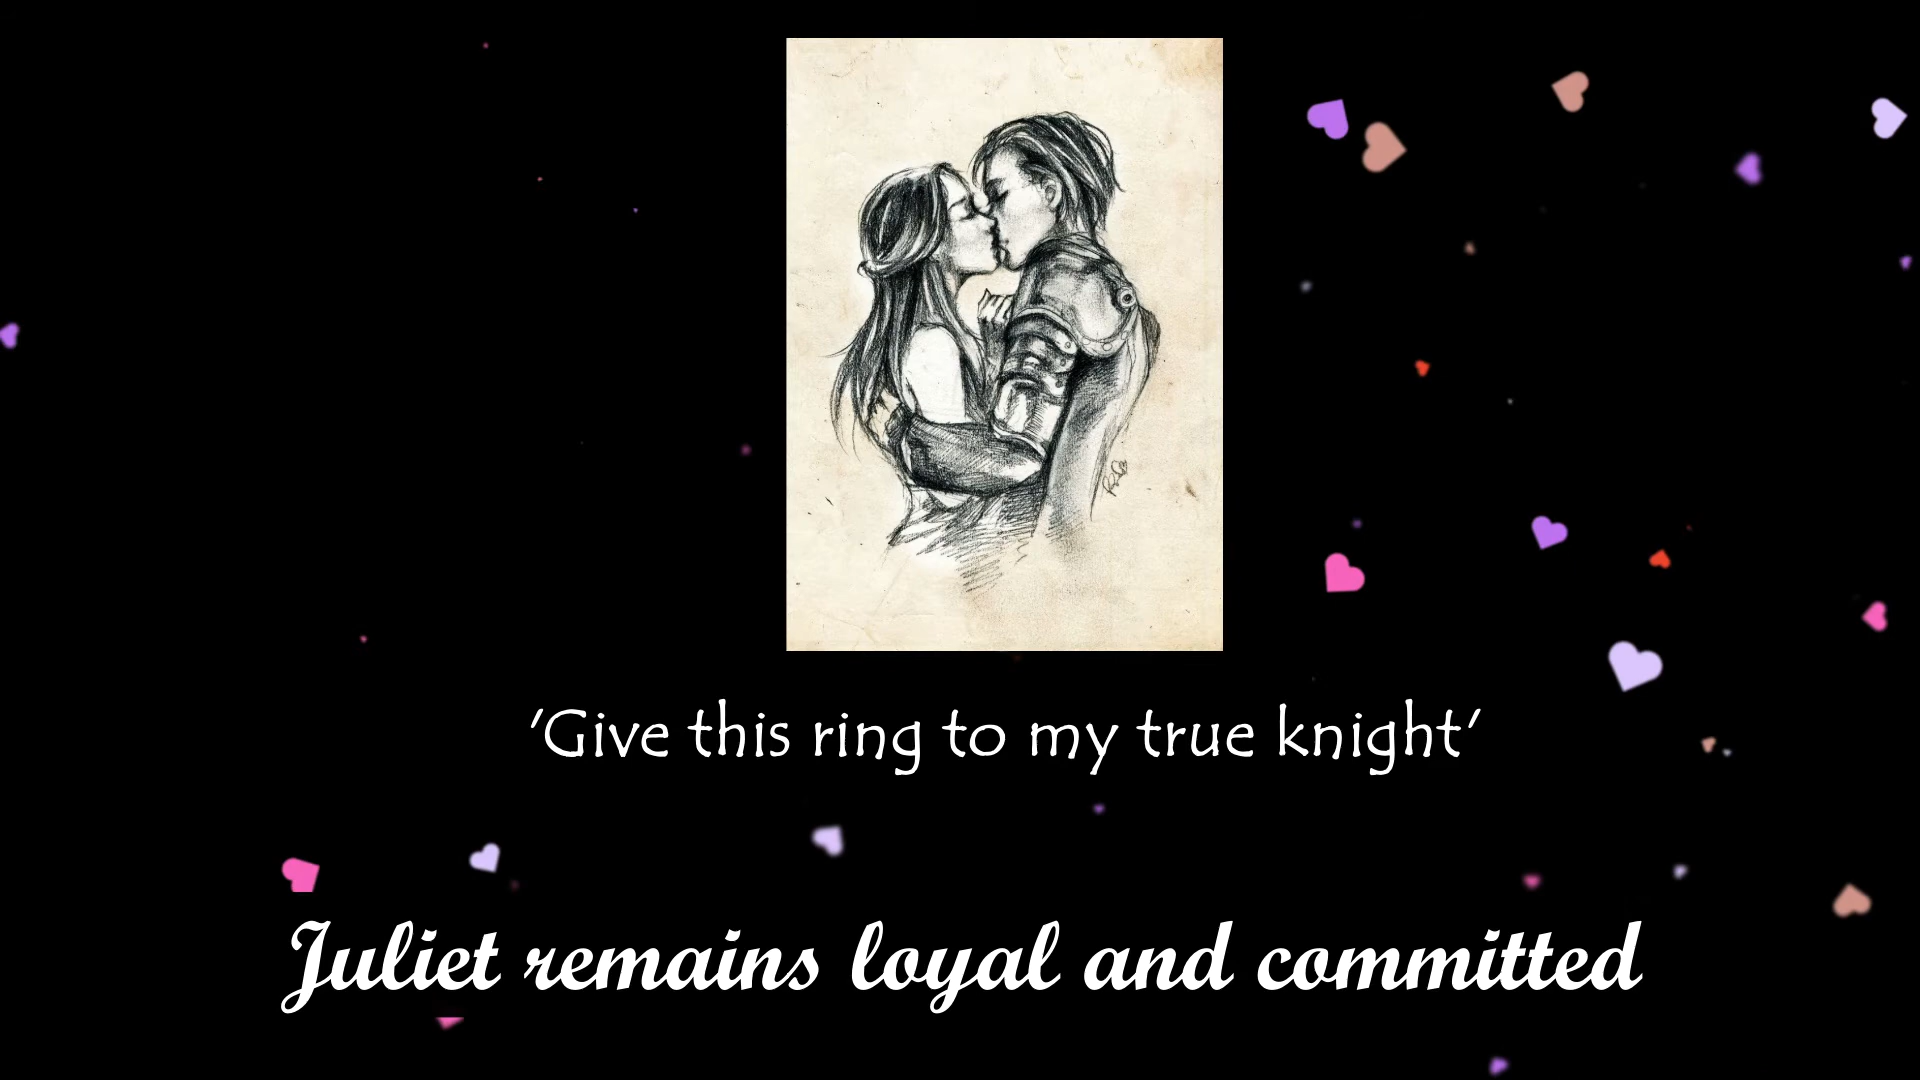 'Give this ring to my true knight'
Juliet remains loyal and committed